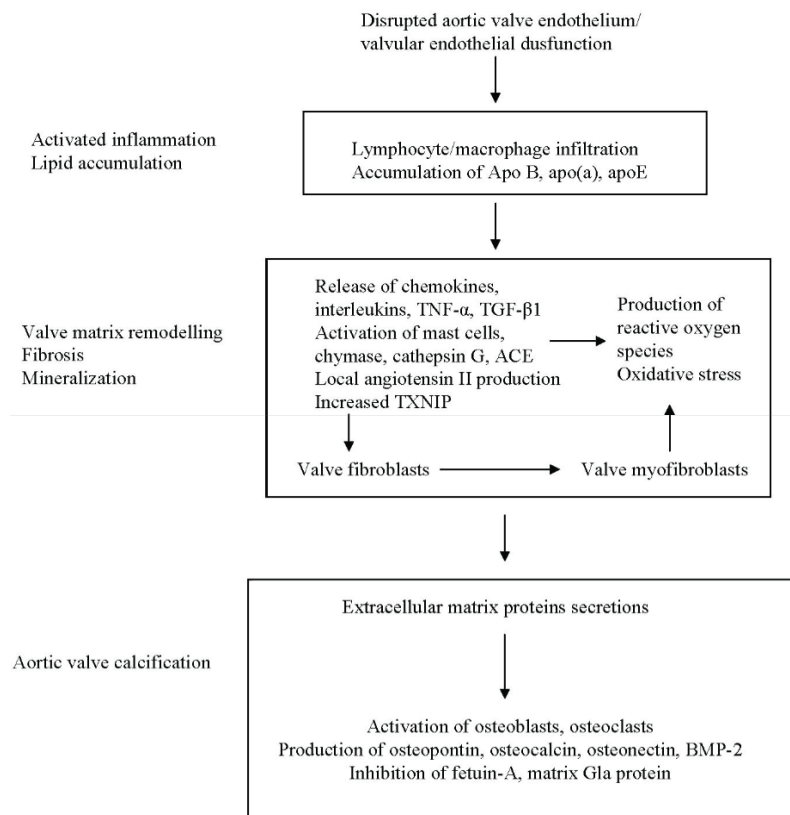 Disrupted aortic valve endothelium/
valvular endothelial dusfunction
Activated inflammation
Lipid accumulation
Lymphocyte/macrophage infiltration
Accumulation of Apo B, apo(a), apoE
Valve matrix remodelling
Fibrosis
Mineralization
Release of chemokines,
interleukins, TNF-α, TGF-β1
Activation of mast cells,
chymase, cathepsin G, ACE
Local angiotensin II production
Increased TXNIP
Production of
reactive oxygen
species
Oxidative stress
Valve fibroblasts
Valve myofibroblasts
Aortic valve calcification
Extracellular matrix proteins secretions
Activation of osteoblasts, osteoclasts
Production of osteopontin, osteocalcin, osteonectin, BMP-2
Inhibition of fetuin-A, matrix Gla protein